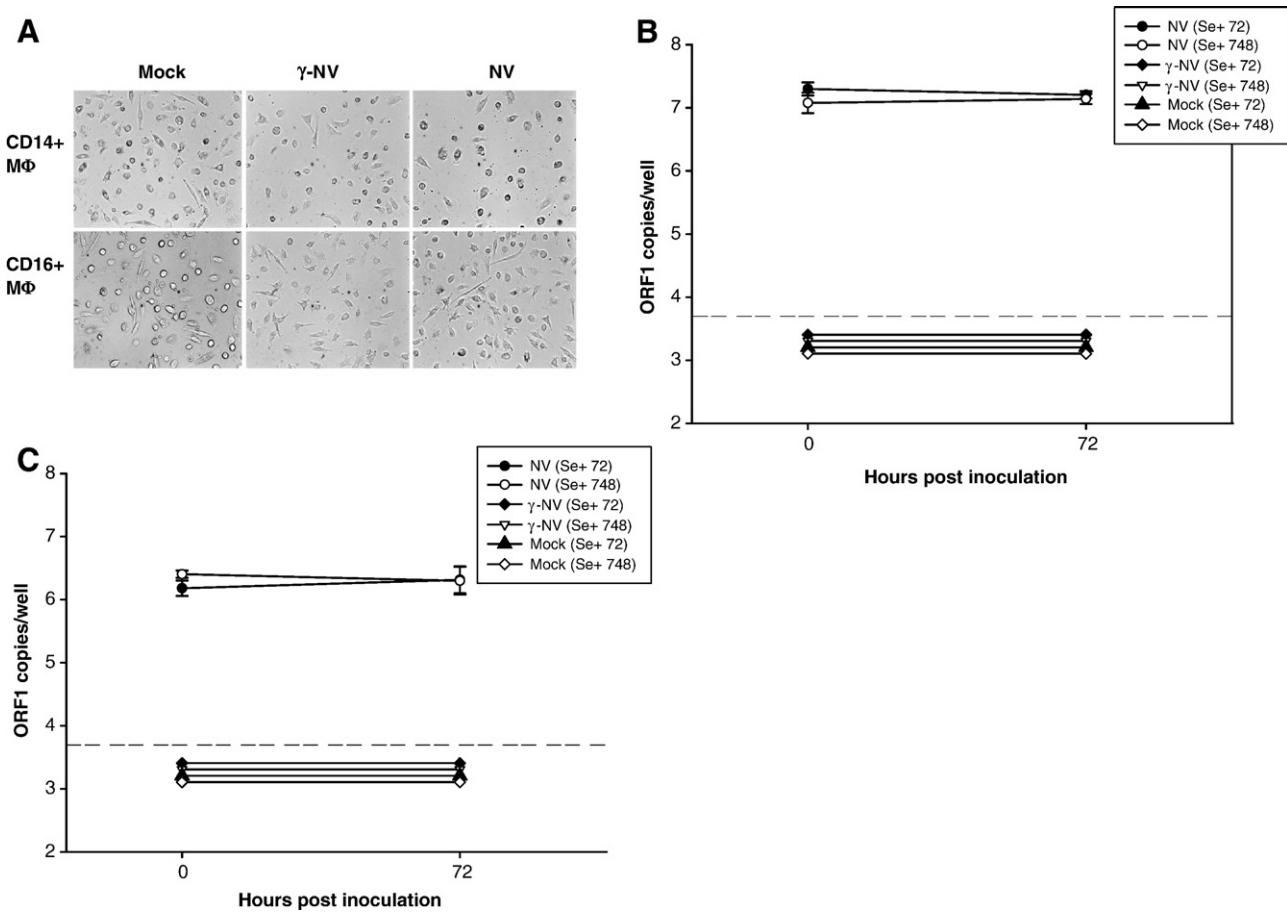 A
Mock γ-NV NV
CD14+
MΦ
CD16+
MΦ
B
NV (Se+ 72)
NV (Se+ 748)
γ-NV (Se+ 72)
γ-NV (Se+ 748)
Mock (Se+ 72)
Mock (Se+ 748)
8
7
6
5
4
3
2
ORF1 copies/well
0 72
Hours post inoculation
C
NV (Se+ 72)
NV (Se+ 748)
γ-NV (Se+ 72)
γ-NV (Se+ 748)
Mock (Se+ 72)
Mock (Se+ 748)
8
7
6
5
4
3
2
ORF1 copies/well
0 72
Hours post inoculation